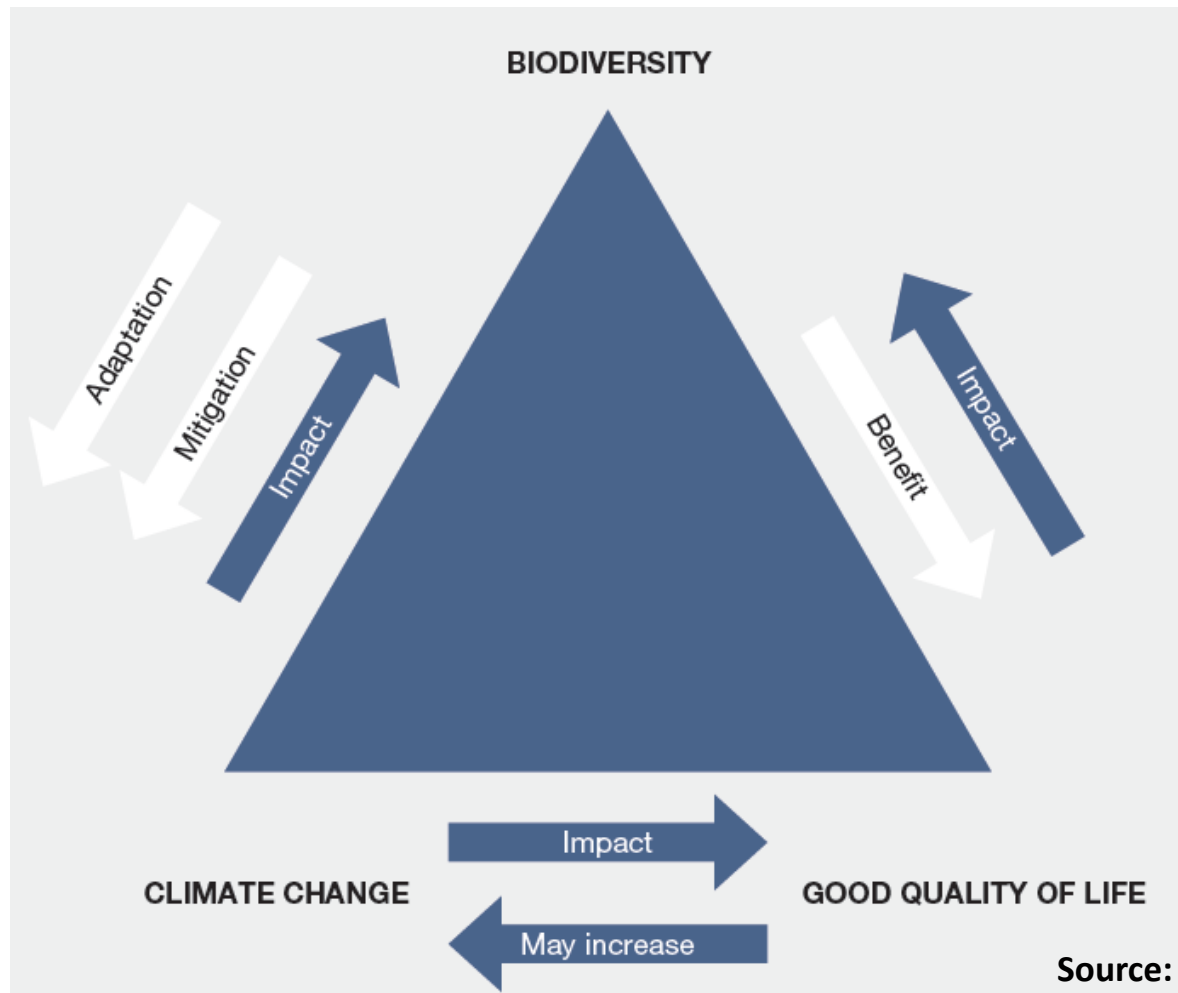 BIODIVERSITY
Adaptation
Mitigation
Impact
Benefit
Impact
Impact
CLIMATE CHANGE
GOOD QUALITY OF LIFE
May increase
Source: